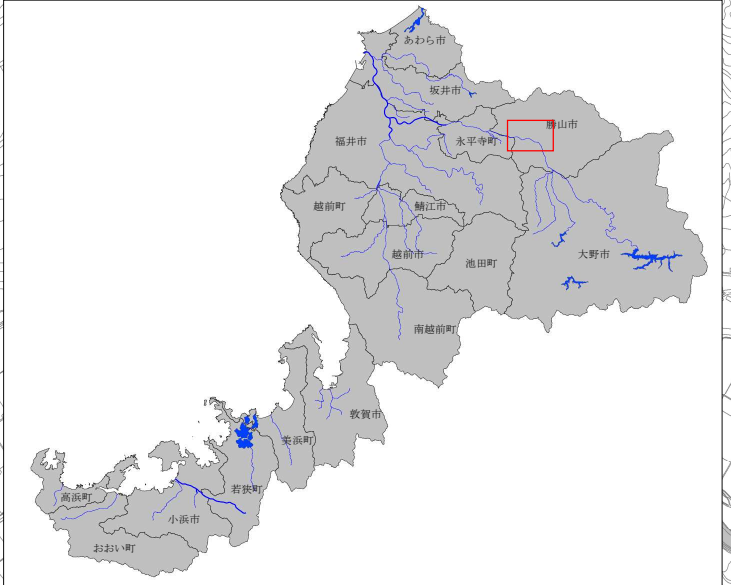 あわら市
坂井市
勝山市
福井市
永平寺町
越前町
鯖江市
越前市
池田町
大野市
南越前町
敦賀市
美浜町
若狭町
高浜町
小浜市
おおい町